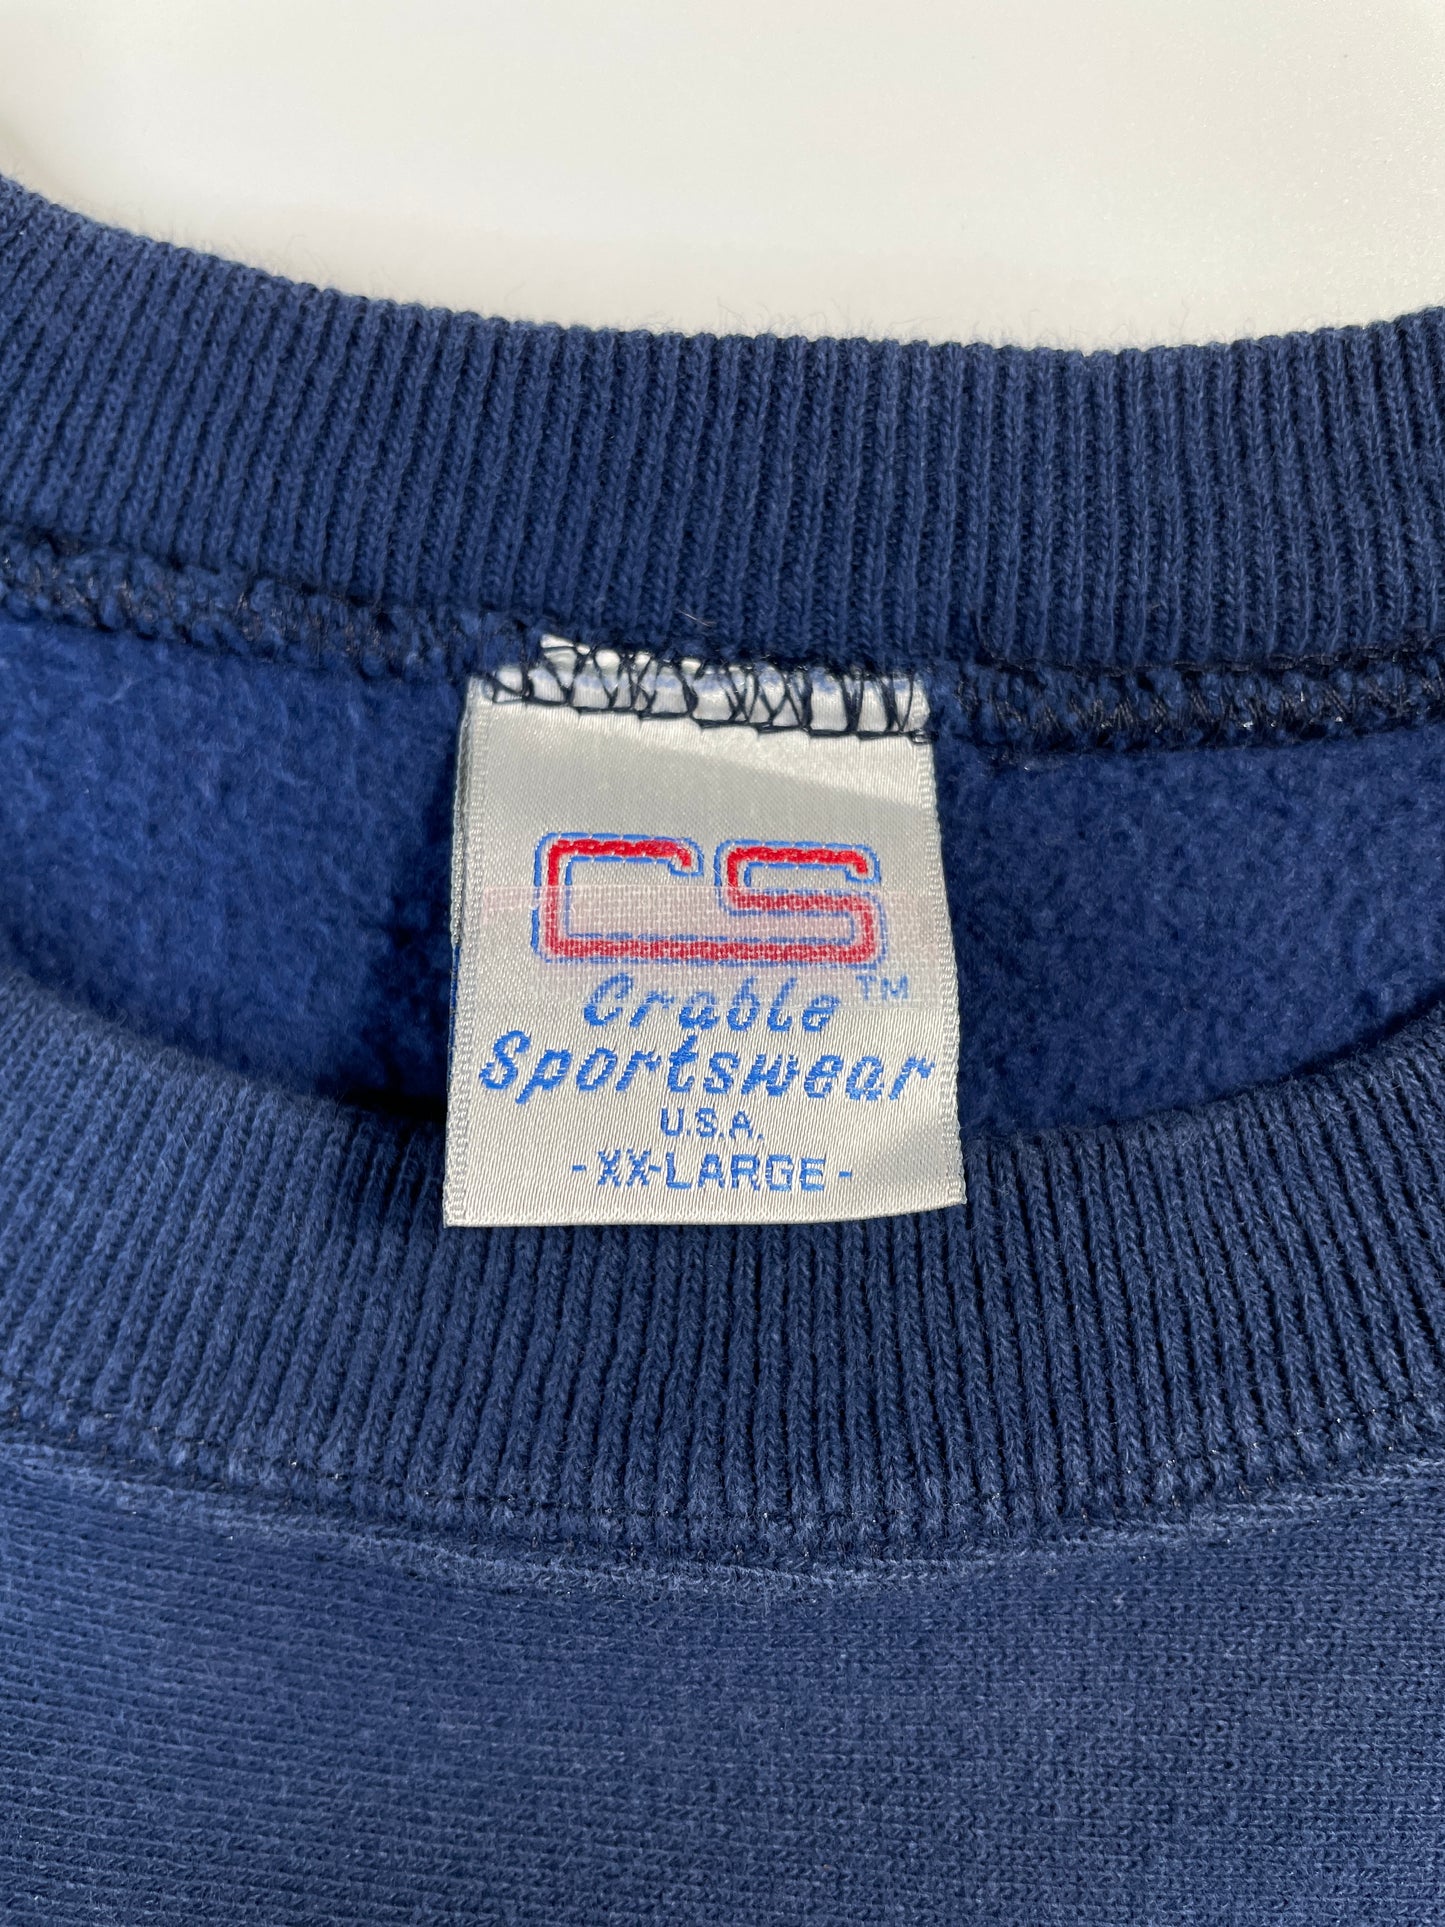 CS
Crable™
Sportswear
U.S.A.
-XX-LARGE-